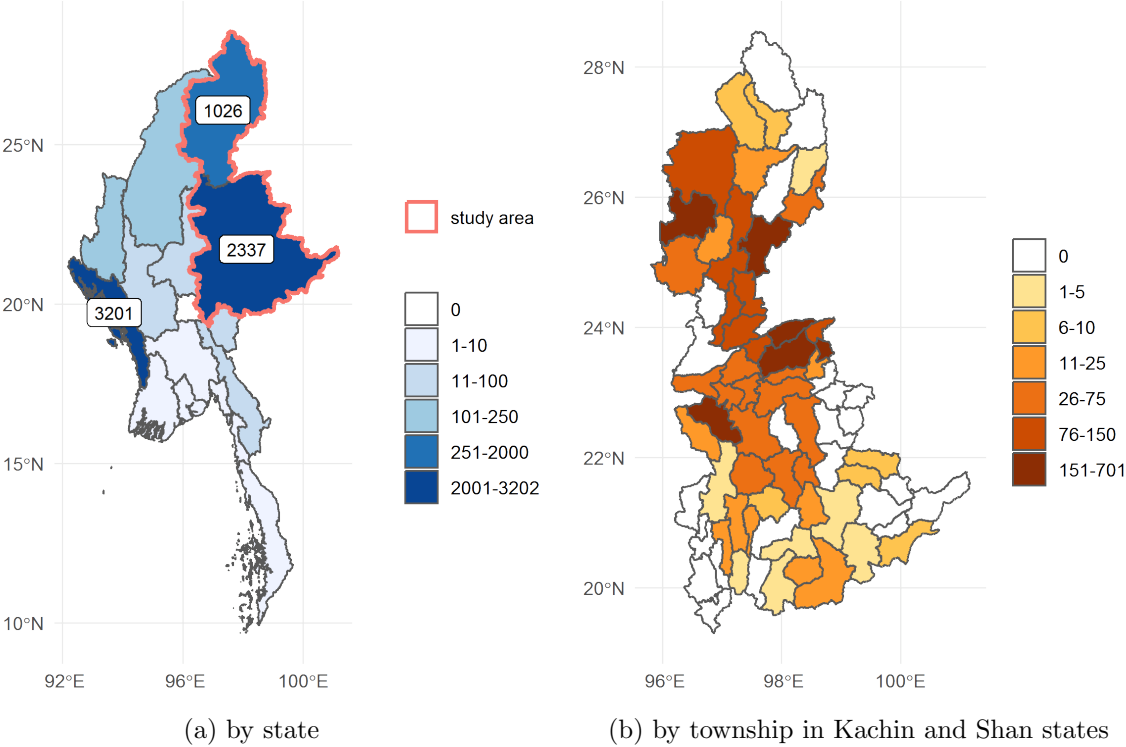 25°N
20°N
15°N
10°N
92°E
96°E
100°E
1026
2337
3201
study area
0
1-10
11-100
101-250
251-2000
2001-3202
(a) by state
28°N
26°N
24°N
22°N
20°N
96°E
98°E
100°E
0
1-5
6-10
11-25
26-75
76-150
151-701
(b) by township in Kachin and Shan states